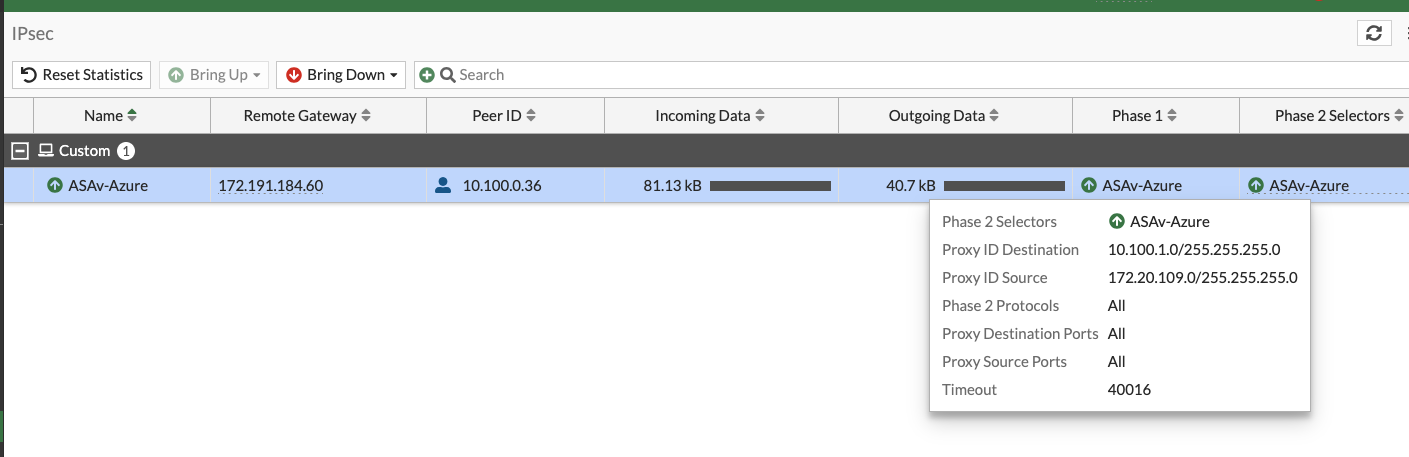 IPsec
Reset Statistics Bring Up Bring Down Search
Name Remote Gateway Peer ID Incoming Data Outgoing Data Phase 1 Phase 2 Selectors
Custom 1
ASAv-Azure 172.191.184.60 10.100.0.36 81.13 kB 40.7 kB ASAv-Azure ASAv-Azure
Phase 2 Selectors ASAv-Azure
Proxy ID Destination 10.100.1.0/255.255.255.0
Proxy ID Source 172.20.109.0/255.255.255.0
Phase 2 Protocols All
Proxy Destination Ports All
Proxy Source Ports All
Timeout 40016